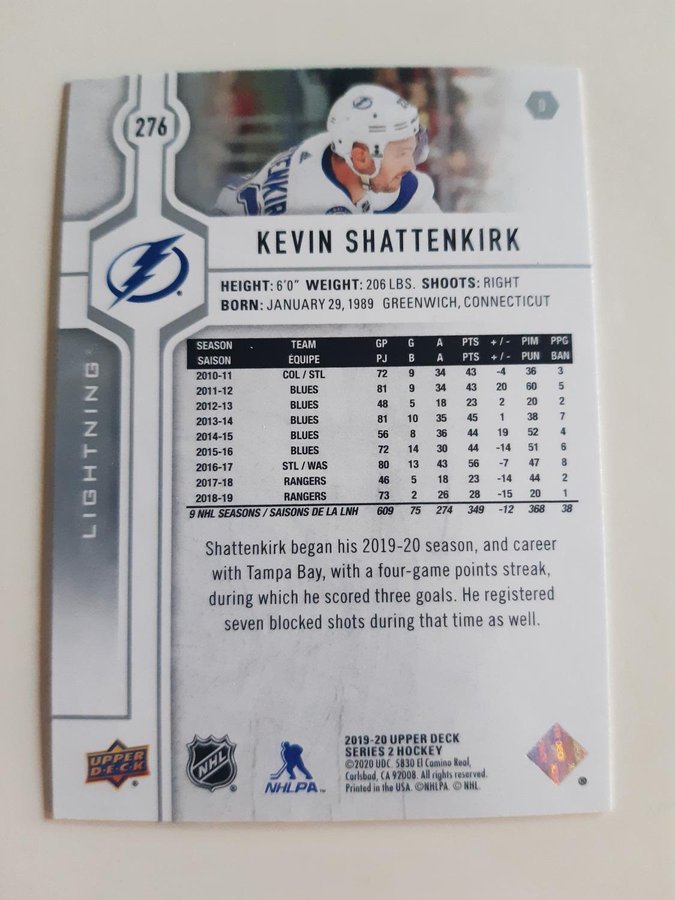 276
D
KEVIN SHATTENKIRK
HEIGHT: 6'0" WEIGHT: 206 LBS. SHOOTS: RIGHT
BORN: JANUARY 29, 1989 GREENWICH, CONNECTICUT
LIGHTNING
SEASON TEAM GP G A PTS +/- PIM PPG
SAISON ÉQUIPE PJ B A PTS +/- PUN BAN
2010-11 COL / STL 72 9 34 43 -4 36 3
2011-12 BLUES 81 9 34 43 20 60 5
2012-13 BLUES 48 5 18 23 2 20 2
2013-14 BLUES 81 10 35 45 1 38 7
2014-15 BLUES 56 8 36 44 19 52 4
2015-16 BLUES 72 14 30 44 -14 51 6
2016-17 STL / WAS 80 13 43 56 -7 47 8
2017-18 RANGERS 46 5 18 23 -14 44 2
2018-19 RANGERS 73 2 26 28 -15 20 1
9 NHL SEASONS / SAISONS DE LA LNH 609 75 274 349 -12 368 38
Shattenkirk began his 2019-20 season, and career
with Tampa Bay, with a four-game points streak,
during which he scored three goals. He registered
seven blocked shots during that time as well.
UPPER
D·E·C·K
NHL
®
NHLPA
2019-20 UPPER DECK
SERIES 2 HOCKEY
©2020 UDC. 5830 El Camino Real,
Carlsbad, CA 92008. All rights reserved.
Printed in the USA. ©NHLPA. © NHL.
®